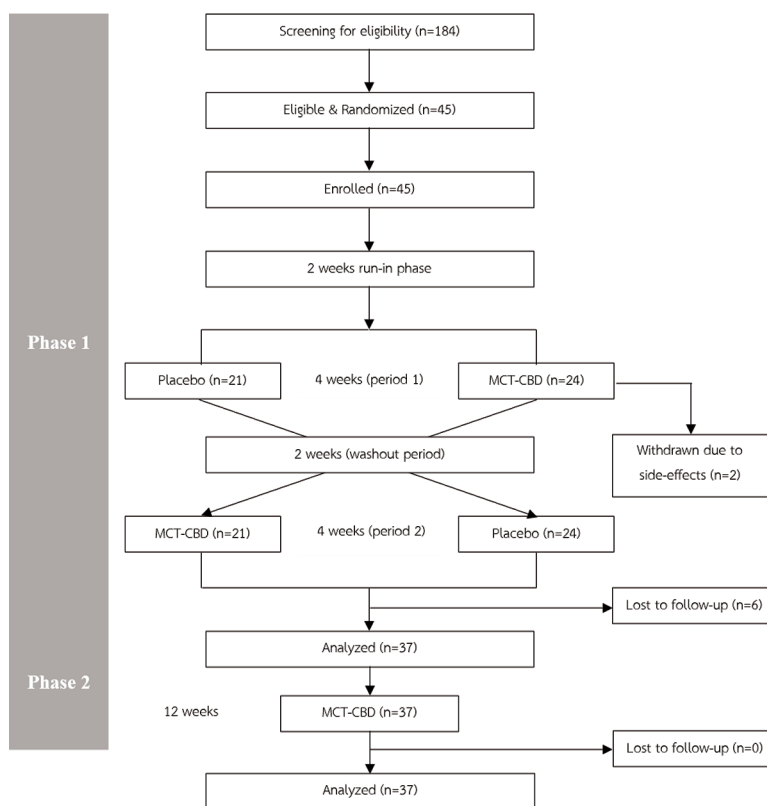 Screening for eligibility (n=184)
Eligible & Randomized (n=45)
Enrolled (n=45)
2 weeks run-in phase
Phase 1
Placebo (n=21)
4 weeks (period 1)
MCT-CBD (n=24)
2 weeks (washout period)
Withdrawn due to
side-effects (n=2)
MCT-CBD (n=21)
4 weeks (period 2)
Placebo (n=24)
Lost to follow-up (n=6)
Analyzed (n=37)
Phase 2
12 weeks
MCT-CBD (n=37)
Lost to follow-up (n=0)
Analyzed (n=37)